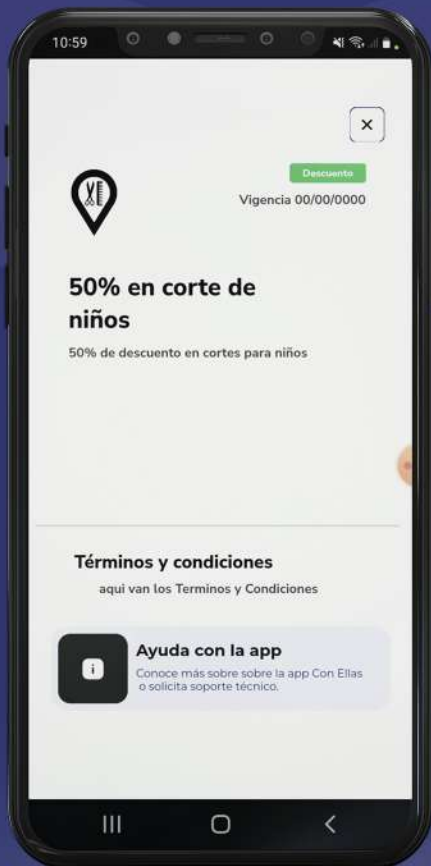 10:59
Descuento
Vigencia 00/00/0000
50% en corte de
niños
50% de descuento en cortes para niños
Términos y condiciones
aqui van los Terminos y Condiciones
Ayuda con la app
Conoce más sobre sobre la app Con Ellas
o solicita soporte técnico.